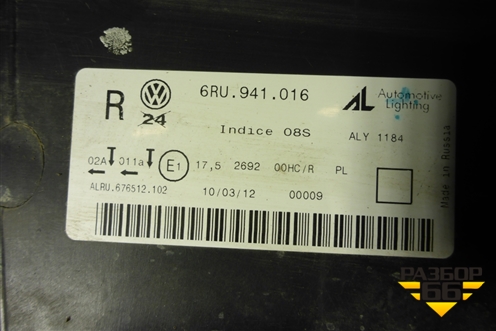 R
24
6RU.941.016
AL Automotive Lighting
Indice 08S
ALY 1184
02A 011a
E1 17,5 2692 00HC/R PL
ALRU.676512.102
10/03/12 00009
Made in Russia
РАЗБОР
66